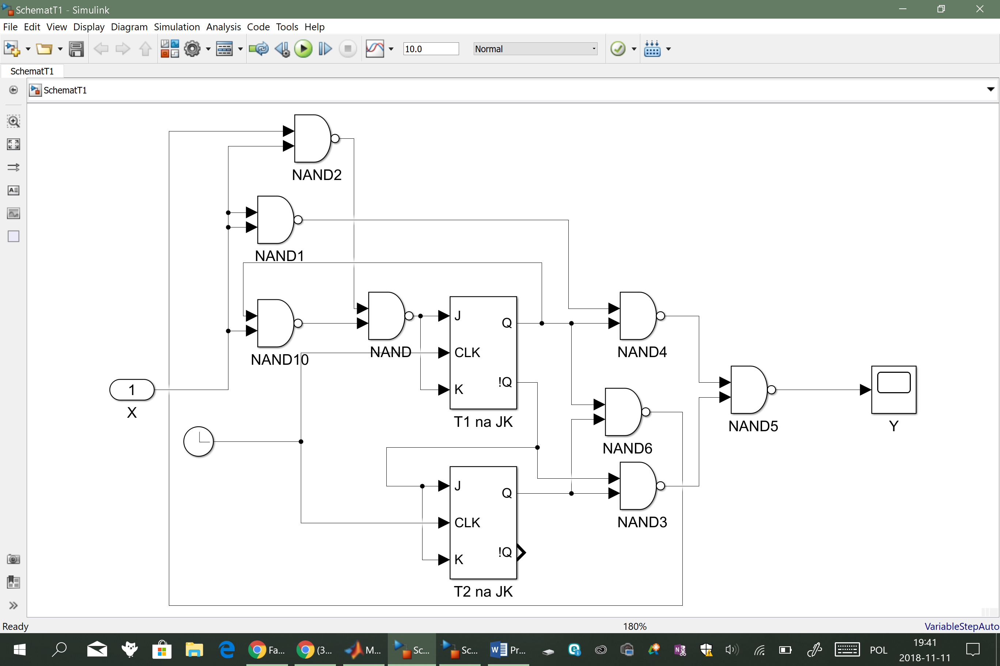 SchematT1 - Simulink
File Edit View Display Diagram Simulation Analysis Code Tools Help
10.0 Normal
SchematT1
SchematT1
NAND2
NAND1
NAND10
NAND
J
Q
CLK
!Q
K
T1 na JK
NAND4
1
X
NAND5
Y
NAND6
J
Q
CLK
!Q
K
T2 na JK
NAND3
Ready 180% VariableStepAuto
Fa... (3... M... Sc... Sc... Pr... POL
19:41
2018-11-11